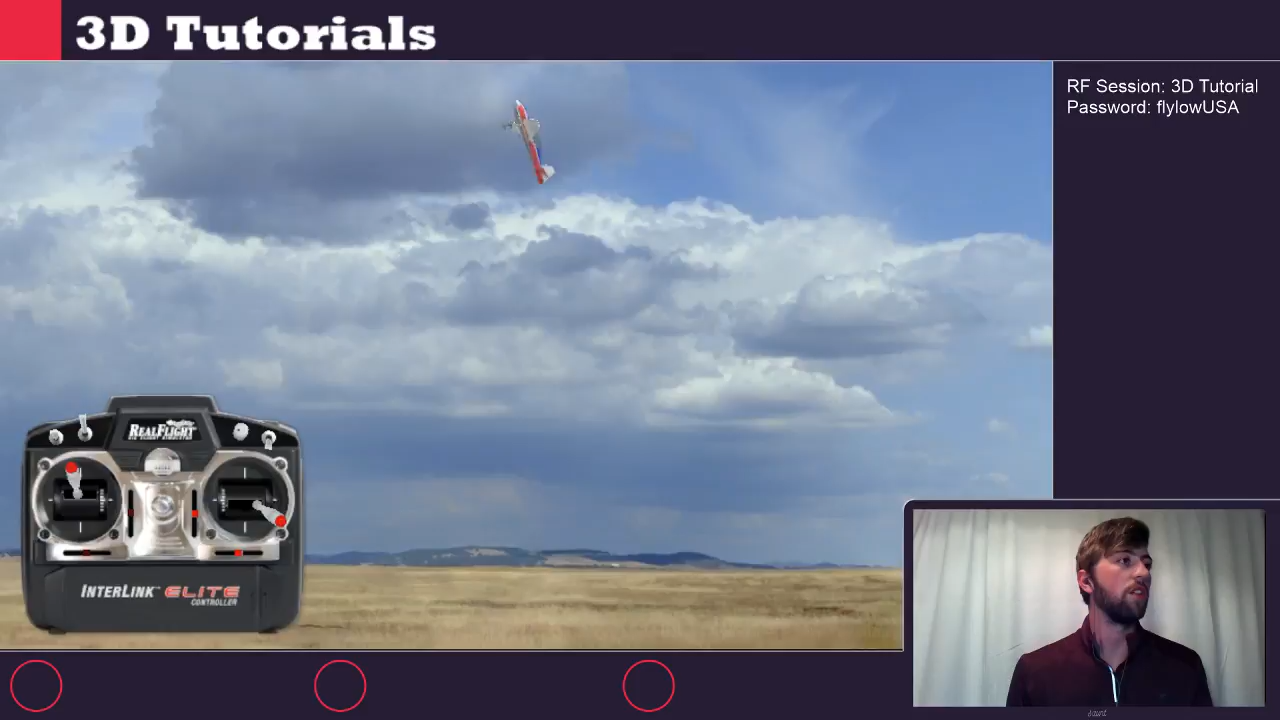 3D Tutorials
RF Session: 3D Tutorial
Password: flylowUSA
REALFLIGHT
INTERLINK ELITE
CONTROLLER